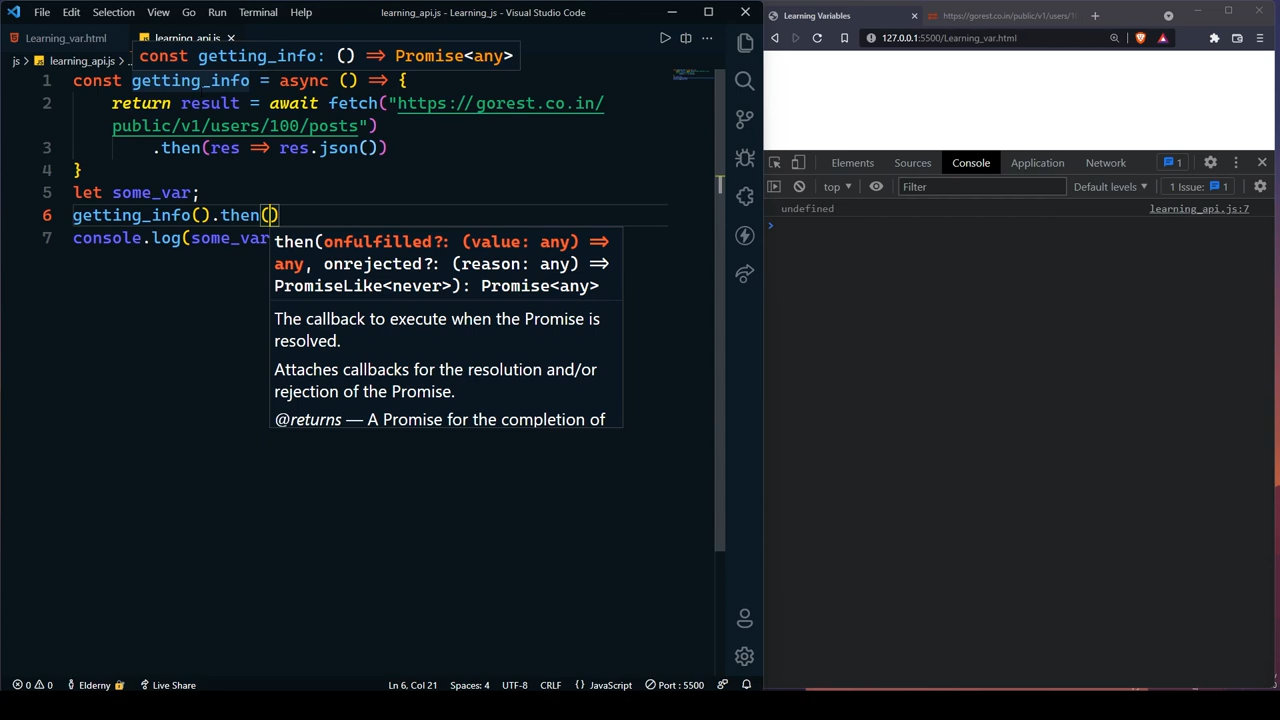 File Edit Selection View Go Run Terminal Help learning_api.js - Learning_js - Visual Studio Code
Learning_var.html learning_api.js
js > learning_api.js > ..
const getting_info: () => Promise<any>
1 const getting_info = async () => {
2 return result = await fetch("https://gorest.co.in/
public/v1/users/100/posts")
3 .then(res => res.json())
4 }
5 let some_var;
6 getting_info().then()
7 console.log(some_var
then(onfulfilled?: (value: any) =>
any, onrejected?: (reason: any) =>
PromiseLike<never>): Promise<any>
The callback to execute when the Promise is
resolved.
Attaches callbacks for the resolution and/or
rejection of the Promise.
@returns — A Promise for the completion of
0 0 Elderny Live Share Ln 6, Col 21 Spaces: 4 UTF-8 CRLF {} JavaScript Port : 5500
Learning Variables https://gorest.co.in/public/v1/users/1
127.0.0.1:5500/Learning_var.html
Elements Sources Console Application Network 1
top Filter Default levels 1 Issue: 1
undefined learning_api.js:7
>